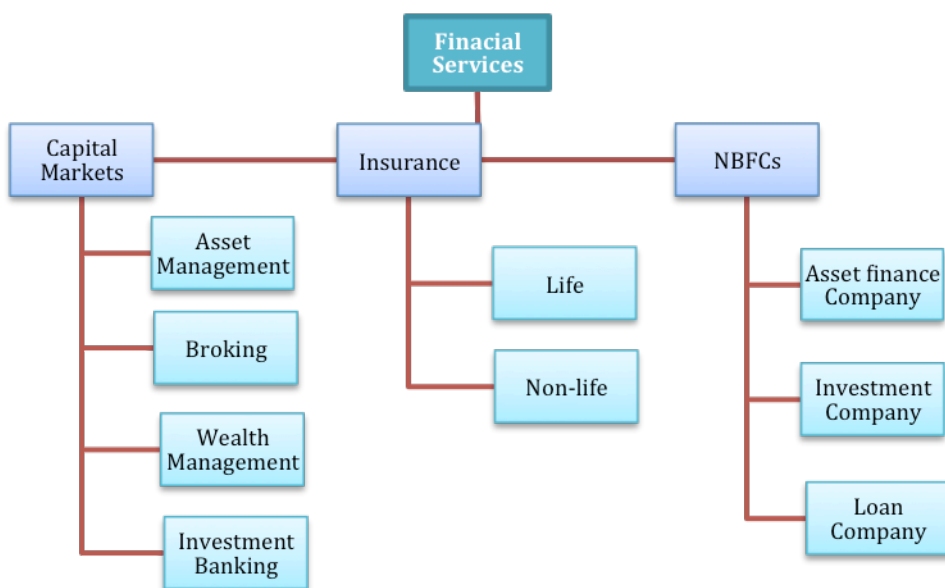 Finacial
Services
Capital
Markets
Insurance
NBFCs
Asset
Management
Broking
Wealth
Management
Investment
Banking
Life
Non-life
Asset finance
Company
Investment
Company
Loan
Company